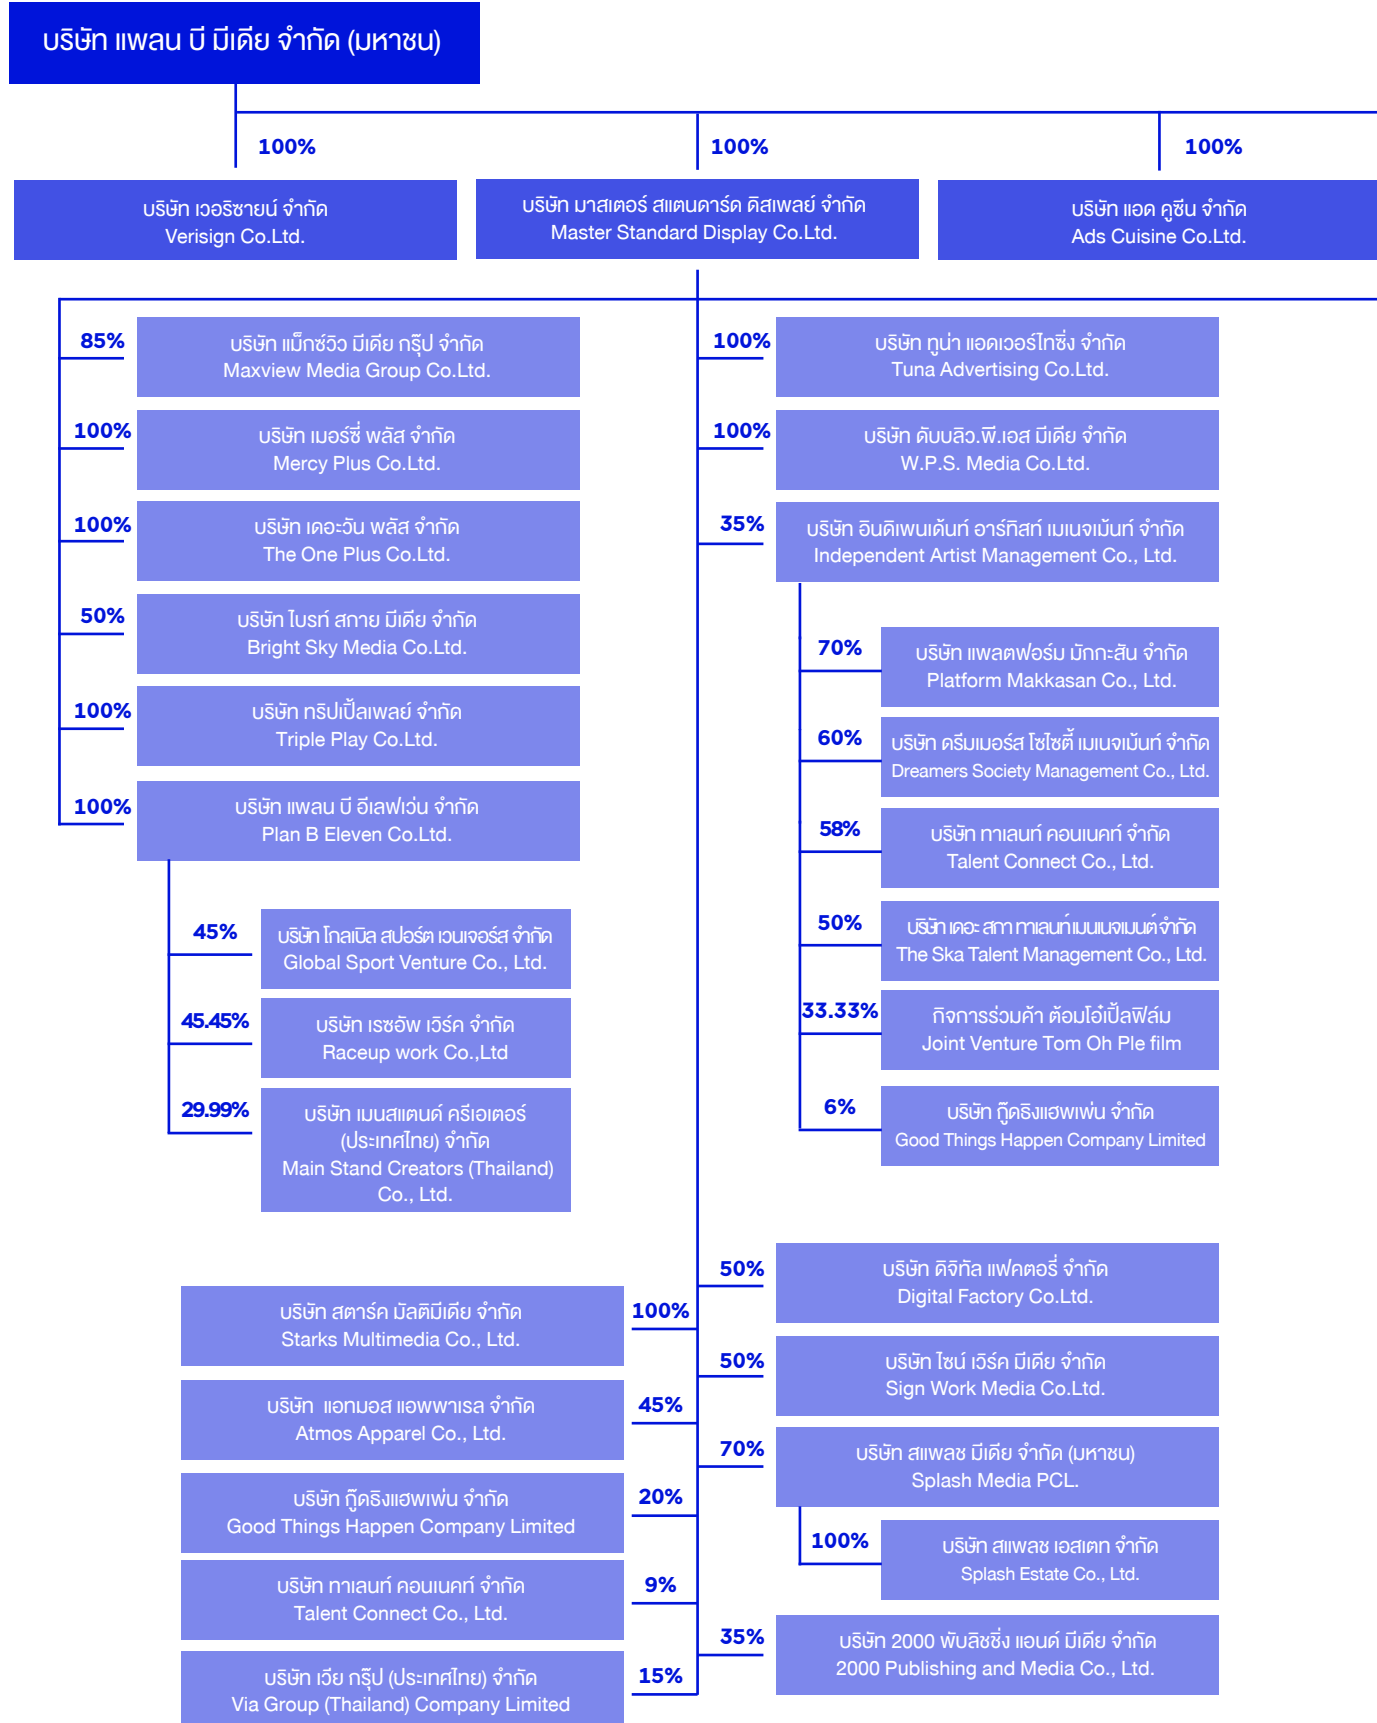 บริษัท แพลน บี มีเดีย จำกัด (มหาชน)
100%
100%
100%
บริษัท เวอริซายน์ จำกัด
Verisign Co.Ltd.
บริษัท มาสเตอร์ สแตนดาร์ด ดิสเพลย์ จำกัด
Master Standard Display Co.Ltd.
บริษัท แอด คูซีน จำกัด
Ads Cuisine Co.Ltd.
85%
บริษัท แม็กซ์วิว มีเดีย กรุ๊ป จำกัด
Maxview Media Group Co.Ltd.
100%
บริษัท เมอร์ซี่ พลัส จำกัด
Mercy Plus Co.Ltd.
100%
บริษัท เดอะวัน พลัส จำกัด
The One Plus Co.Ltd.
50%
บริษัท ไบรท์ สกาย มีเดีย จำกัด
Bright Sky Media Co.Ltd.
100%
บริษัท ทริปเปิ้ลเพลย์ จำกัด
Triple Play Co.Ltd.
100%
บริษัท แพลน บี อีเลฟเว่น จำกัด
Plan B Eleven Co.Ltd.
45%
บริษัท โกลเบิล สปอร์ต เวนเจอร์ส จำกัด
Global Sport Venture Co., Ltd.
45.45%
บริษัท เรซอัพ เวิร์ค จำกัด
Raceup work Co.,Ltd
29.99%
บริษัท เมนสแตนด์ ครีเอเตอร์
(ประเทศไทย) จำกัด
Main Stand Creators (Thailand)
Co., Ltd.
100%
บริษัท ทูน่า แอดเวอร์ไทซิ่ง จำกัด
Tuna Advertising Co.Ltd.
100%
บริษัท ดับบลิว.พี.เอส มีเดีย จำกัด
W.P.S. Media Co.Ltd.
35%
บริษัท อินดิเพนเด้นท์ อาร์ทิสท์ เมเนจเม้นท์ จำกัด
Independent Artist Management Co., Ltd.
70%
บริษัท แพลตฟอร์ม มักกะสัน จำกัด
Platform Makkasan Co., Ltd.
60%
บริษัท ดรีมเมอร์ส โซไซตี้ เมเนจเม้นท์ จำกัด
Dreamers Society Management Co., Ltd.
58%
บริษัท ทาเลนท์ คอนเนคท์ จำกัด
Talent Connect Co., Ltd.
50%
บริษัท เดอะ สกา ทาเลนท์ เมนเนจเมนต์ จำกัด
The Ska Talent Management Co., Ltd.
33.33%
กิจการร่วมค้า ต้อมโอ๋เปิ้ลฟิล์ม
Joint Venture Tom Oh Ple film
6%
บริษัท กู๊ดธิงแฮพเพ่น จำกัด
Good Things Happen Company Limited
100%
บริษัท สตาร์ค มัลติมีเดีย จำกัด
Starks Multimedia Co., Ltd.
45%
บริษัท แอทมอส แอพพาเรล จำกัด
Atmos Apparel Co., Ltd.
20%
บริษัท กู๊ดธิงแฮพเพ่น จำกัด
Good Things Happen Company Limited
9%
บริษัท ทาเลนท์ คอนเนคท์ จำกัด
Talent Connect Co., Ltd.
15%
บริษัท เวีย กรุ๊ป (ประเทศไทย) จำกัด
Via Group (Thailand) Company Limited
50%
บริษัท ดิจิทัล แฟคตอรี่ จำกัด
Digital Factory Co.Ltd.
50%
บริษัท ไซน์ เวิร์ค มีเดีย จำกัด
Sign Work Media Co.Ltd.
70%
บริษัท สแพลช มีเดีย จำกัด (มหาชน)
Splash Media PCL.
100%
บริษัท สแพลช เอสเตท จำกัด
Splash Estate Co., Ltd.
35%
บริษัท 2000 พับลิชชิ่ง แอนด์ มีเดีย จำกัด
2000 Publishing and Media Co., Ltd.